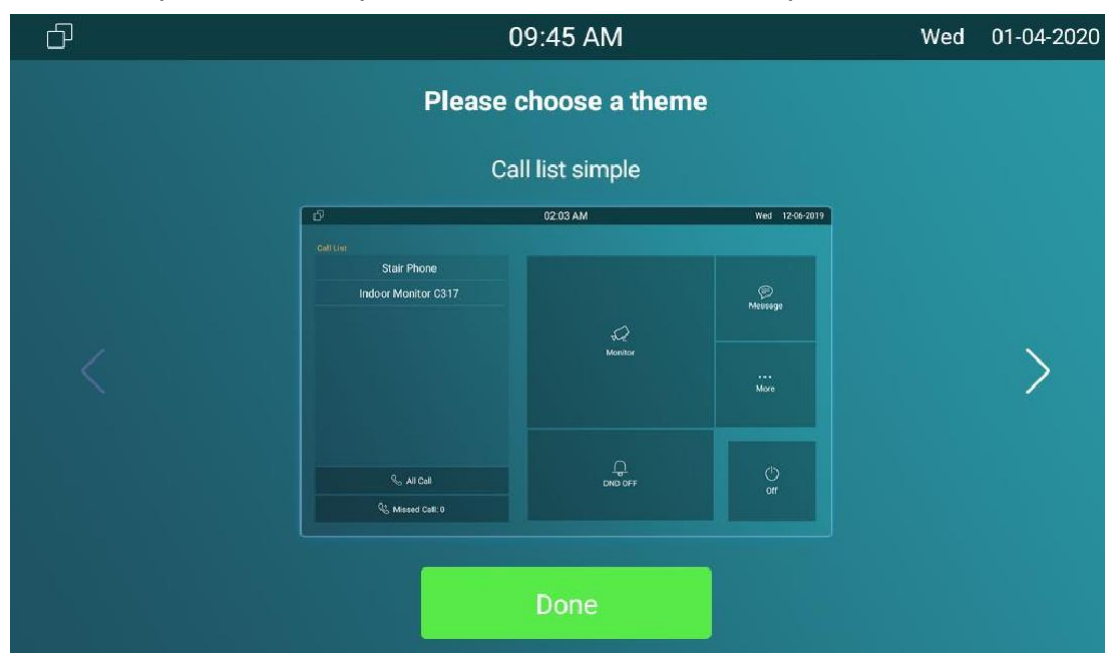 09:45 AM Wed 01-04-2020
Please choose a theme
Call list simple
02:03 AM Wed 12-06-2019
Call List
Stair Phone
Indoor Monitor C317
Message
Monitor
More
All Call
DND OFF
Off
Missed Call: 0
Done